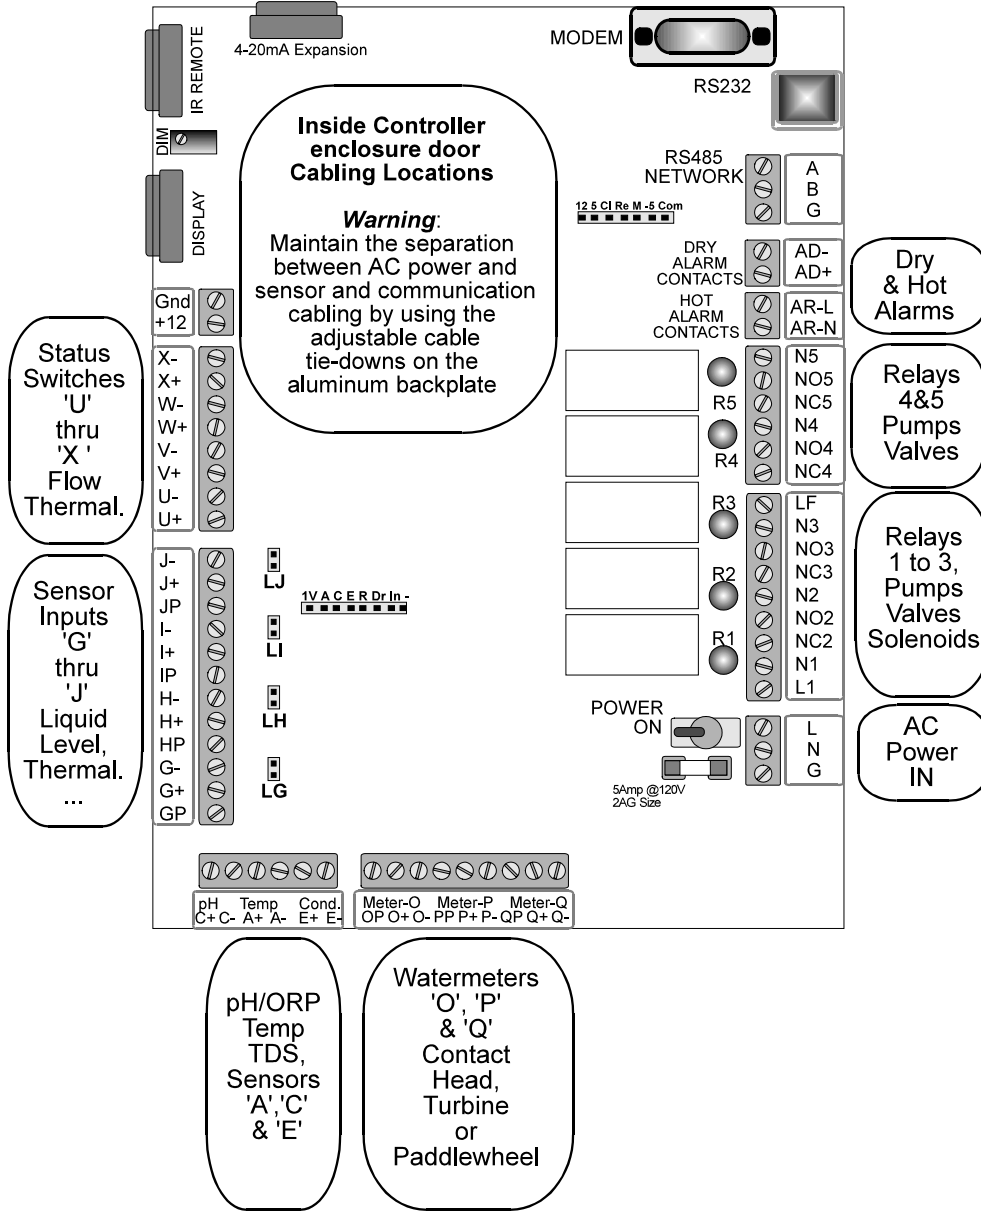 4-20mA Expansion
MODEM
IR REMOTE
RS232
DIM
DISPLAY
Inside Controller
enclosure door
Cabling Locations
Warning:
Maintain the separation
between AC power and
sensor and communication
cabling by using the
adjustable cable
tie-downs on the
aluminum backplate
RS485
NETWORK
A
B
G
12 5 Cl Re M -5 Com
DRY
ALARM
CONTACTS
AD-
AD+
HOT
ALARM
CONTACTS
AR-L
AR-N
Dry
& Hot
Alarms
Gnd
+12
Status
Switches
'U'
thru
'X '
Flow
Thermal.
X-
X+
W-
W+
V-
V+
U-
U+
R5
R4
N5
NO5
NC5
N4
NO4
NC4
Relays
4&5
Pumps
Valves
R3
R2
R1
LF
N3
NO3
NC3
N2
NO2
NC2
N1
L1
Relays
1 to 3,
Pumps
Valves
Solenoids
Sensor
Inputs
'G'
thru
'J'
Liquid
Level,
Thermal.
...
J-
J+
JP
I-
I+
IP
H-
H+
HP
G-
G+
GP
LJ
LI
LH
LG
1V A C E R Dr In -
POWER
ON
5Amp @120V
2AG Size
L
N
G
AC
Power
IN
pH Temp Cond.
C+ C- A+ A- E+ E-
Meter-O Meter-P Meter-Q
OP O+ O- PP P+ P- QP Q+ Q-
pH/ORP
Temp
TDS,
Sensors
'A','C'
& 'E'
Watermeters
'O', 'P'
& 'Q'
Contact
Head,
Turbine
or
Paddlewheel